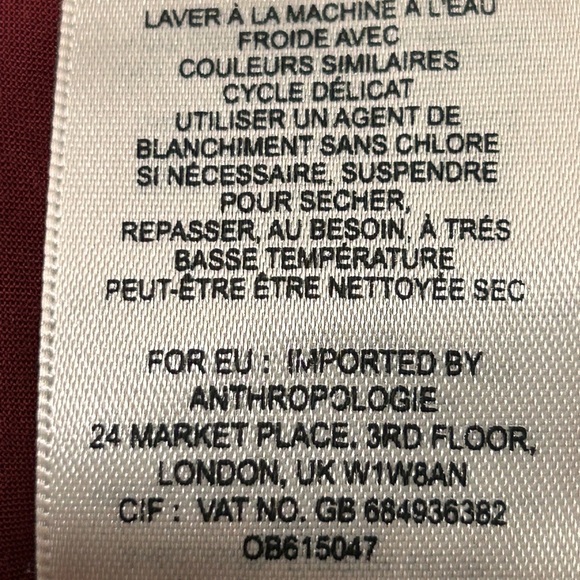 LAVER À LA MACHINE À L'EAU
FROIDE AVEC
COULEURS SIMILAIRES
CYCLE DÉLICAT
UTILISER UN AGENT DE
BLANCHIMENT SANS CHLORE
SI NÉCESSAIRE, SUSPENDRE
POUR SÉCHER,
REPASSER, AU BESOIN, À TRÉS
BASSE TEMPÉRATURE
PEUT-ÊTRE ÊTRE NETTOYÉE SEC
FOR EU : IMPORTED BY
ANTHROPOLOGIE
24 MARKET PLACE, 3RD FLOOR,
LONDON, UK W1W8AN
CIF : VAT NO. GB 684936382
OB615047